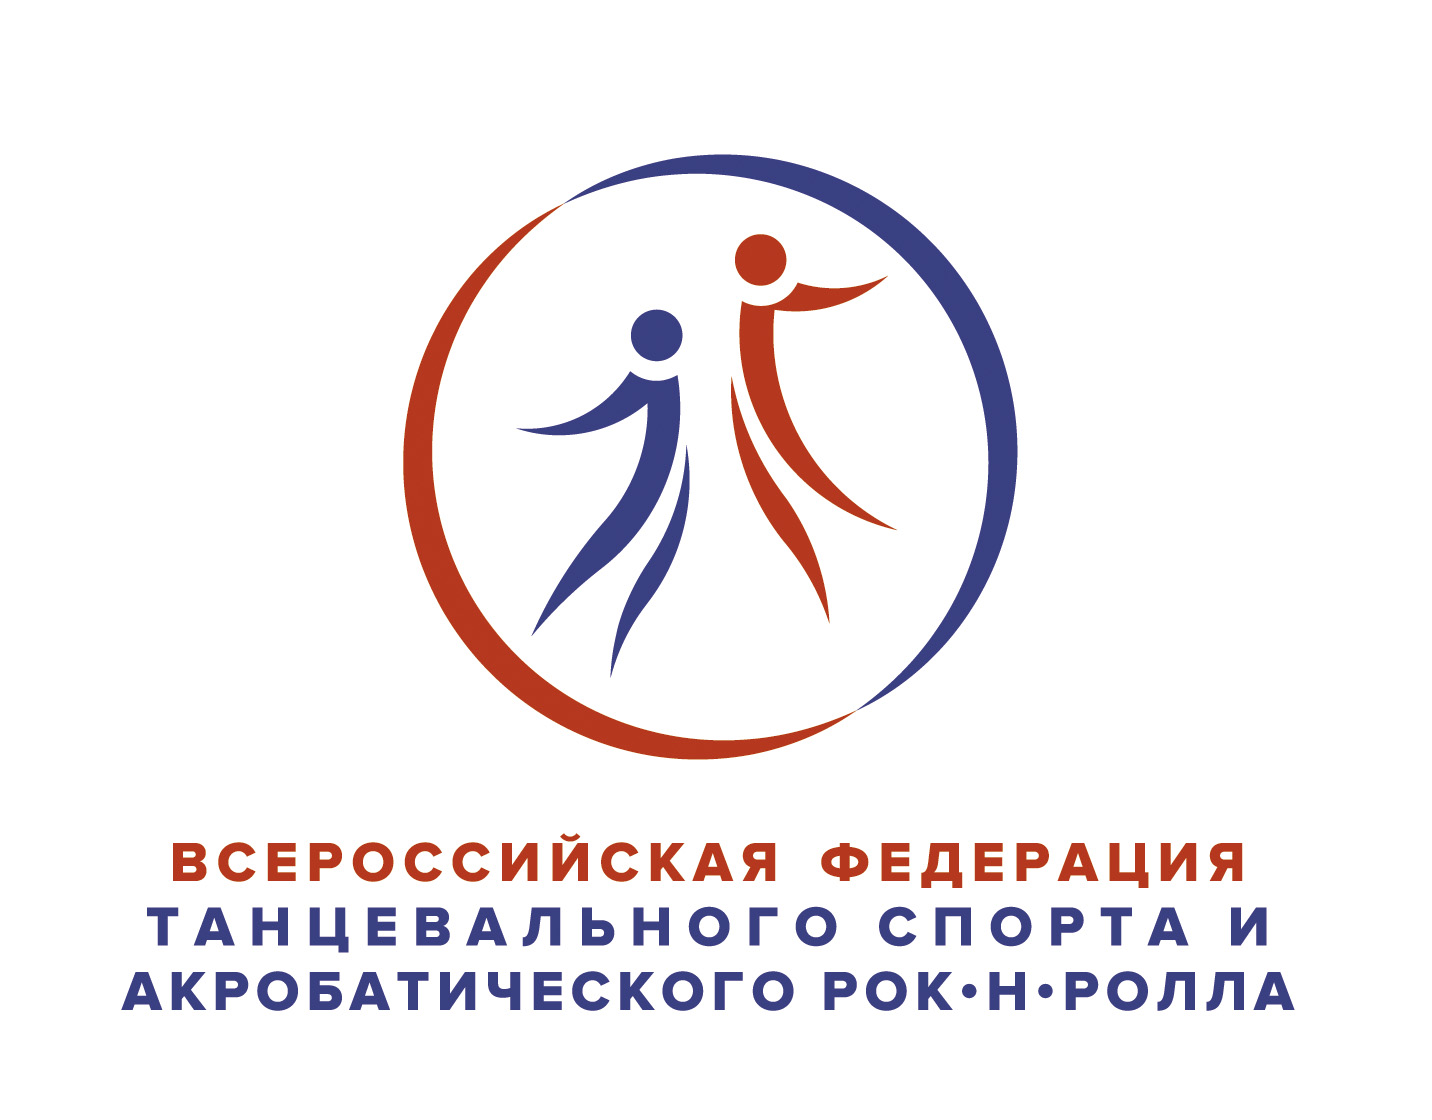 ВСЕРОССИЙСКАЯ ФЕДЕРАЦИЯ
ТАНЦЕВАЛЬНОГО СПОРТА И
АКРОБАТИЧЕСКОГО РОК•Н•РОЛЛА